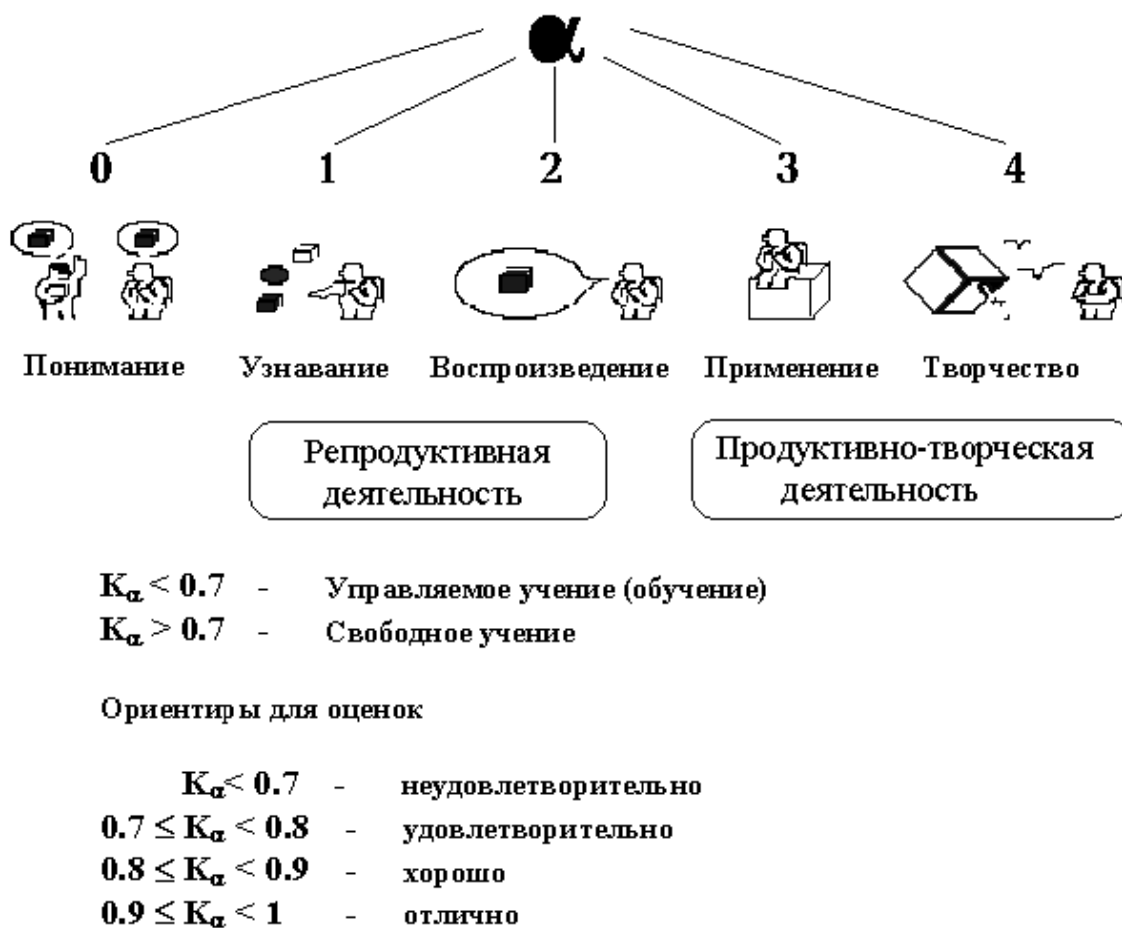 α
0 1 2 3 4
Понимание Узнавание Воспроизведение Применение Творчество
Репродуктивная
деятельность
Продуктивно-творческая
деятельность
Kα < 0.7 - Управляемое учение (обучение)
Kα > 0.7 - Свободное учение
Ориентиры для оценок
Kα< 0.7 - неудовлетворительно
0.7 ≤ Kα < 0.8 - удовлетворительно
0.8 ≤ Kα < 0.9 - хорошо
0.9 ≤ Kα < 1 - отлично